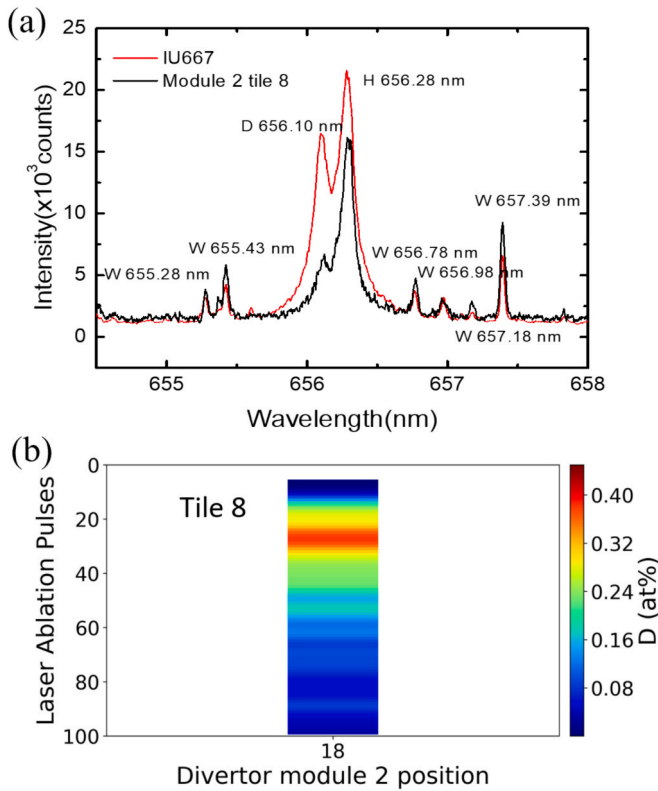 (a)
25
20
15
10
5
0
Intensity(x10³counts)
IU667
Module 2 tile 8
H 656.28 nm
D 656.10 nm
W 657.39 nm
W 655.43 nm
W 656.78 nm
W 655.28 nm
W 656.98 nm
W 657.18 nm
655
656
657
658
Wavelength(nm)
(b)
0
20
40
60
80
100
Laser Ablation Pulses
Tile 8
0.40
0.32
0.24
0.16
0.08
D (at%)
18
Divertor module 2 position